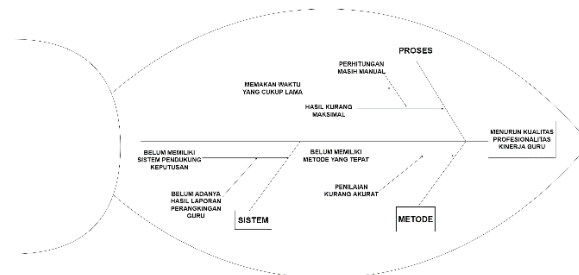 PROSES
PERHITUNGAN
MASIH MANUAL
MEMAKAN WAKTU
YANG CUKUP LAMA
HASIL KURANG
MAKSIMAL
MENURUN KUALITAS
PROFESIONALITAS
KINERJA GURU
BELUM MEMILIKI
SISTEM PENDUKUNG
KEPUTUSAN
BELUM MEMILIKI
METODE YANG TEPAT
BELUM ADANYA
HASIL LAPORAN
PERANGKINGAN
GURU
PENILAIAN
KURANG AKURAT
SISTEM
METODE